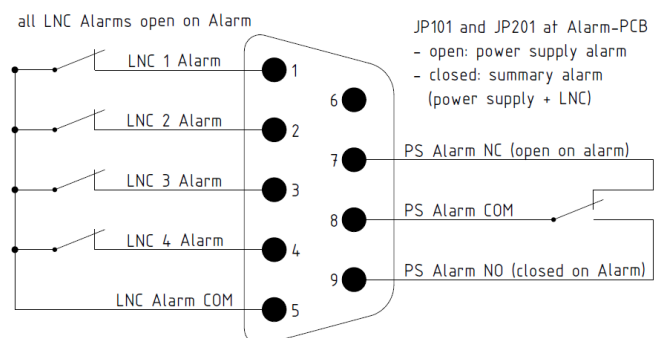 all LNC Alarms open on Alarm
JP101 and JP201 at Alarm-PCB
- open: power supply alarm
- closed: summary alarm
(power supply + LNC)
LNC 1 Alarm
1
LNC 2 Alarm
2
LNC 3 Alarm
3
LNC 4 Alarm
4
LNC Alarm COM
5
6
7
PS Alarm NC (open on alarm)
8
PS Alarm COM
9
PS Alarm NO (closed on Alarm)